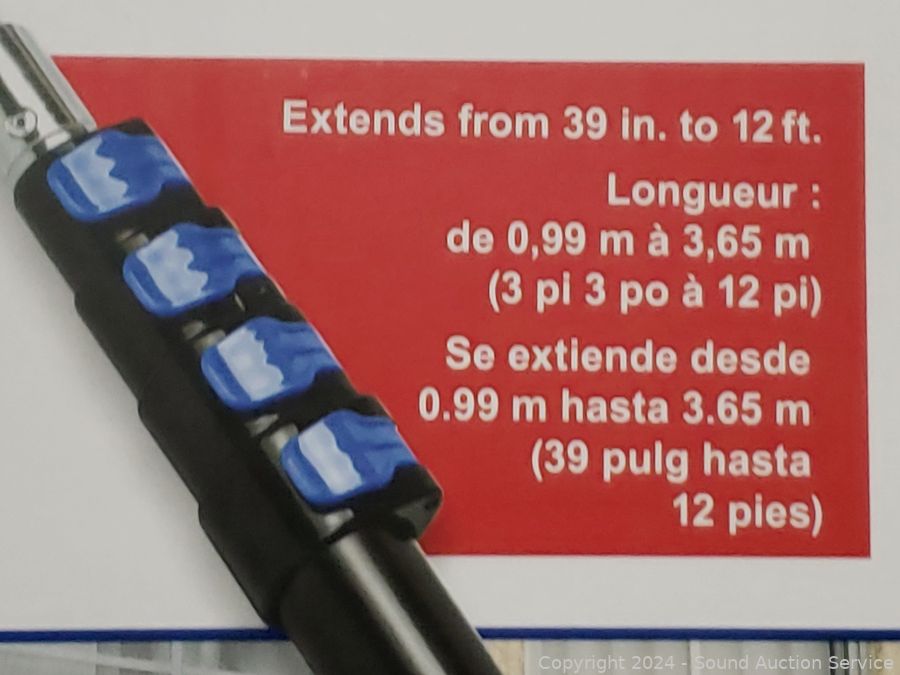 Extends from 39 in. to 12 ft.
Longueur :
de 0,99 m à 3,65 m
(3 pi 3 po à 12 pi)
Se extiende desde
0.99 m hasta 3.65 m
(39 pulg hasta
12 pies)
Copyright 2024 - Sound Auction Service